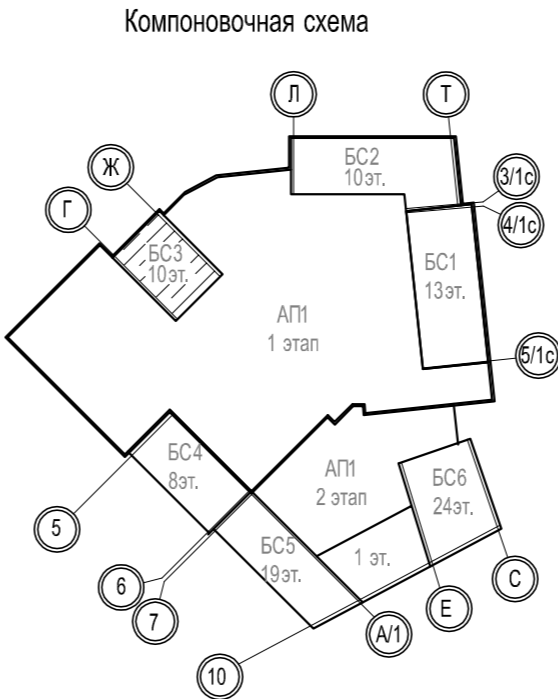 Компоновочная схема
Л
Т
Ж
БС2
10эт.
3/1с
Г
4/1с
БС3
10эт.
БС1
13эт.
АП1
1 этап
5/1с
БС4
8эт.
АП1
2 этап
БС6
24эт.
5
БС5
19эт.
1 эт.
6
7
С
Е
А/1
10